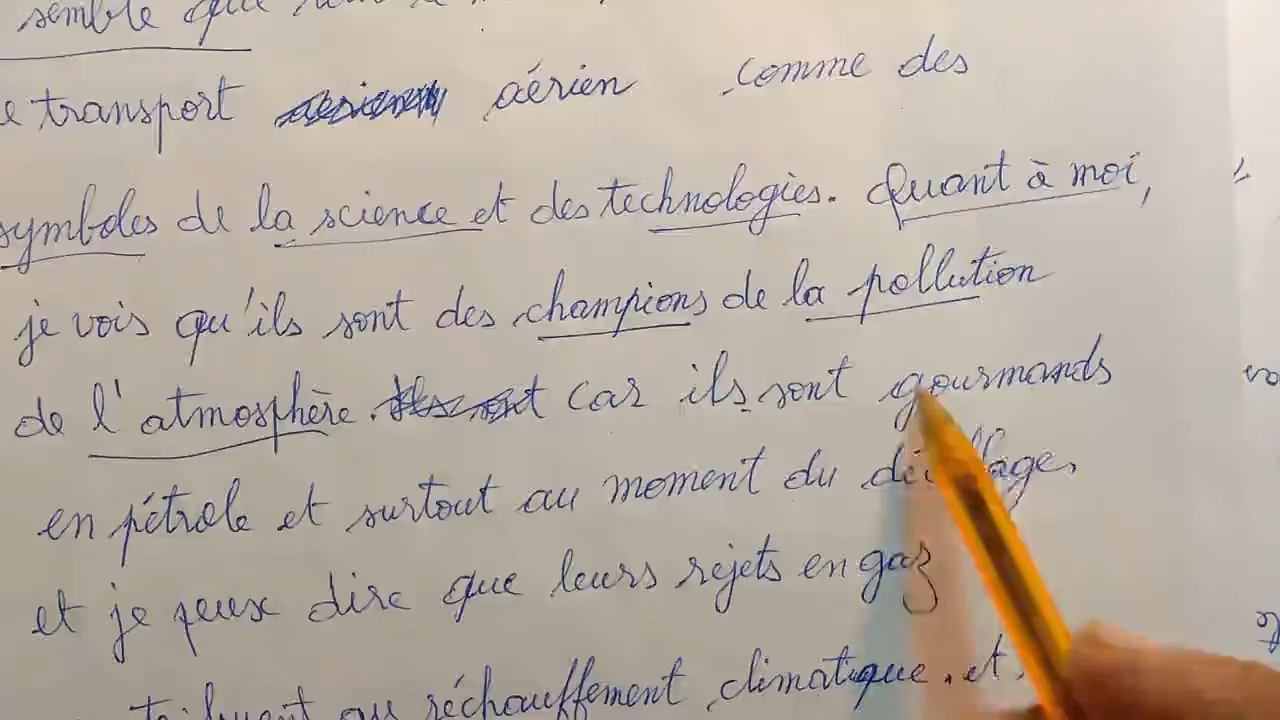 semble que
transport aérien comme des
symboles de la science et des technologies. Quant à moi,
je vois qu'ils sont des champions de la pollution
de l'atmosphère. car ils sont gourmands
en pétrole et surtout au moment du
et je peux dire que leurs rejets en gaz
au réchauffement climatique. et